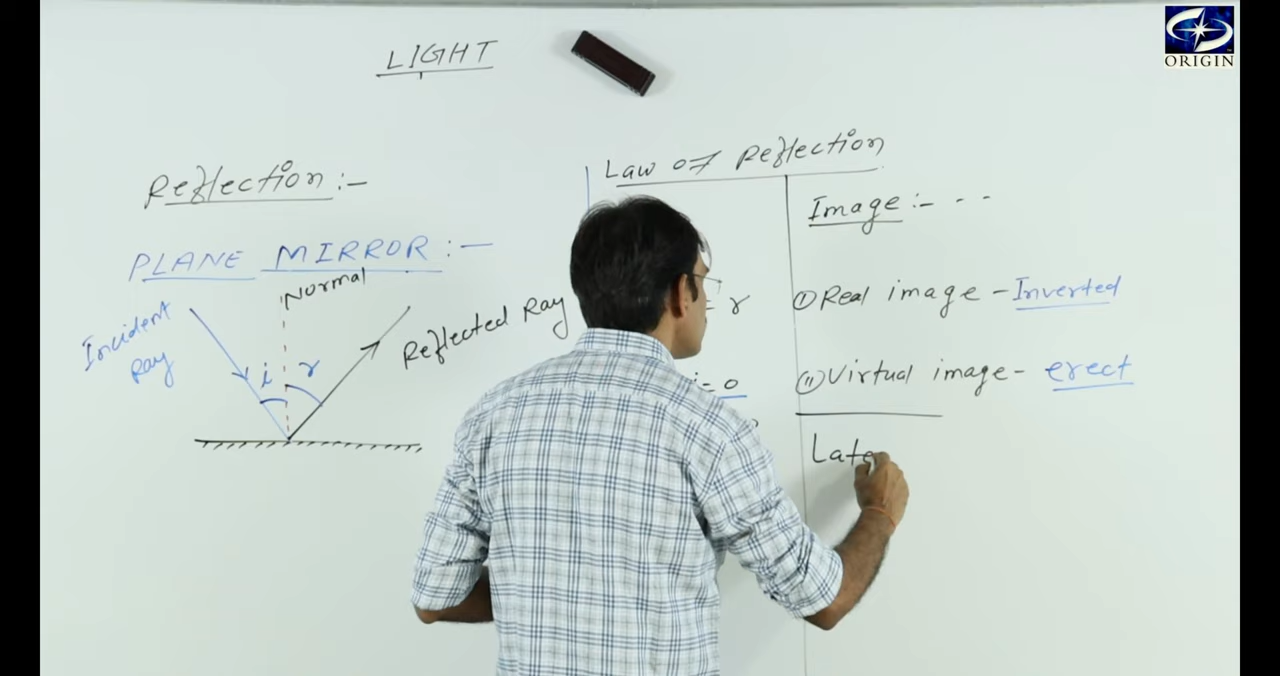 LIGHT
ORIGIN
Reflection :-
PLANE MIRROR :-
Normal
Incident
Ray
i r
Reflected Ray
Law of Reflection
= r
i = 0
Image :- - -
(I) Real image - Inverted
(II) Virtual image - erect
Late